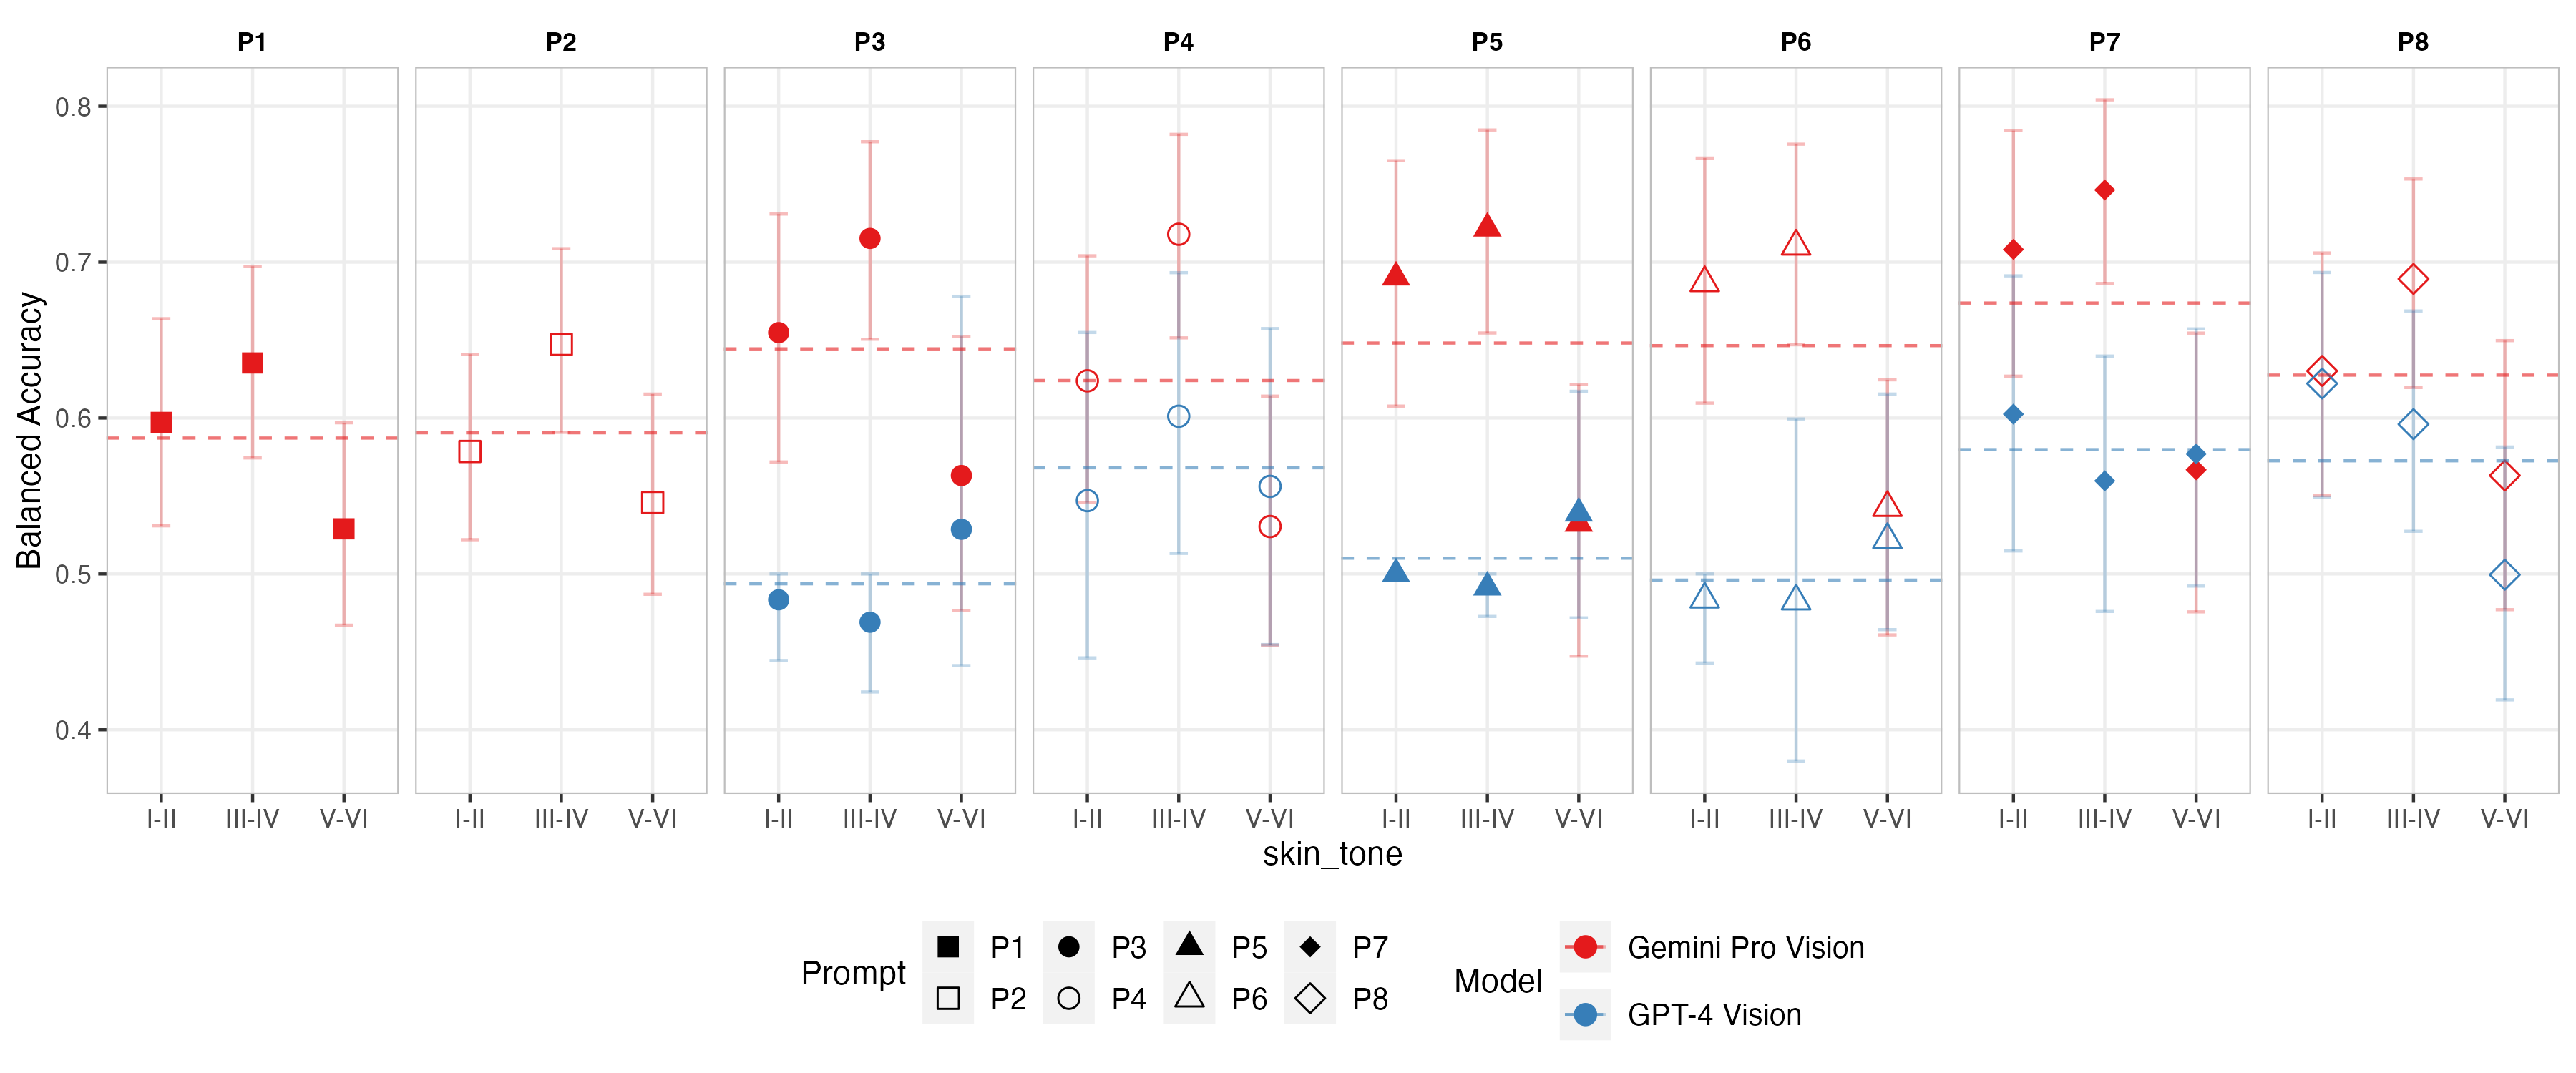 P1 P2 P3 P4 P5 P6 P7 P8
Balanced Accuracy
0.8
0.7
0.6
0.5
0.4
I-II III-IV V-VI I-II III-IV V-VI I-II III-IV V-VI I-II III-IV V-VI I-II III-IV V-VI I-II III-IV V-VI I-II III-IV V-VI I-II III-IV V-VI
skin_tone
Prompt
P1 P3 P5 P7
P2 P4 P6 P8
Model
Gemini Pro Vision
GPT-4 Vision